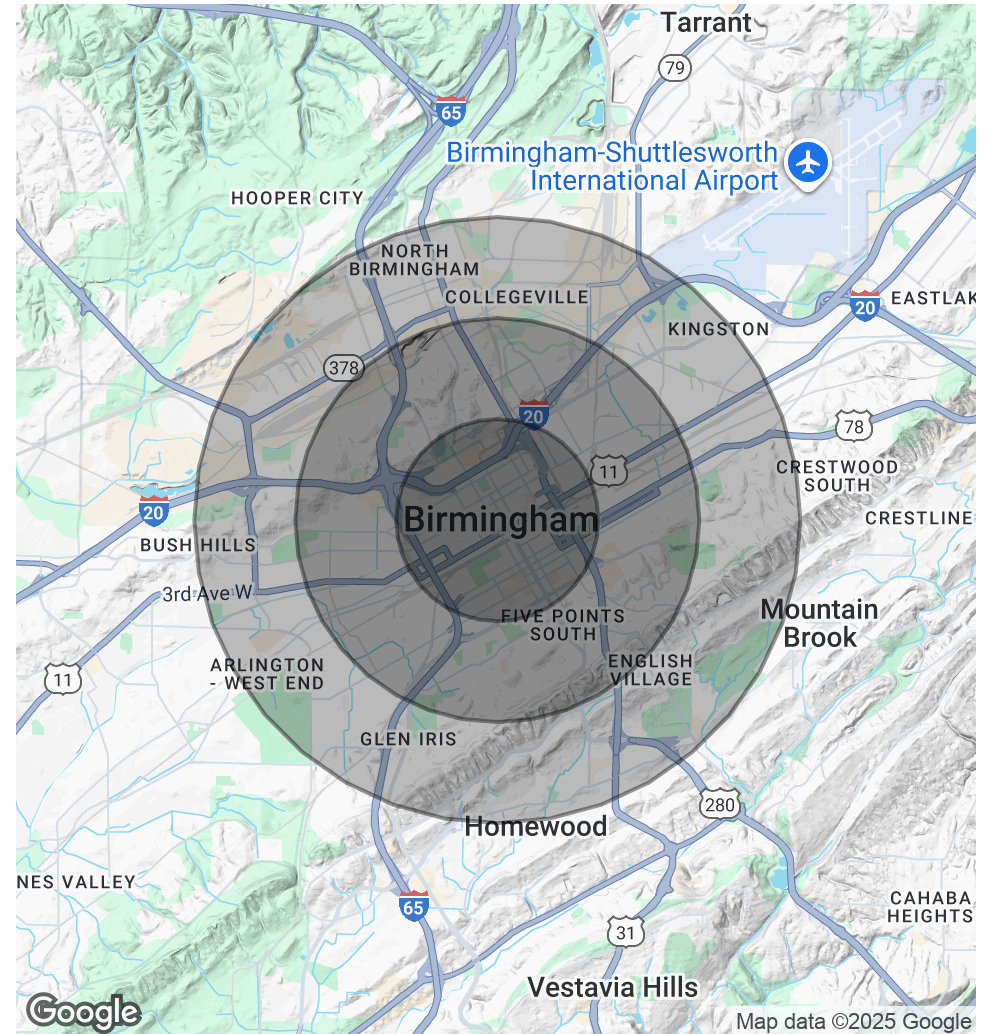 Tarrant
79
65
Birmingham-Shuttlesworth
International Airport
HOOPER CITY
NORTH
BIRMINGHAM
COLLEGEVILLE
20
EASTLAK
KINGSTON
378
20
78
11
CRESTWOOD
SOUTH
20
Birmingham
CRESTLINE
BUSH HILLS
3rd Ave W
FIVE POINTS
SOUTH
Mountain
Brook
11
ARLINGTON
- WEST END
ENGLISH
VILLAGE
GLEN IRIS
280
Homewood
NES VALLEY
65
CAHABA
HEIGHTS
31
Vestavia Hills
Google
Map data ©2025 Google